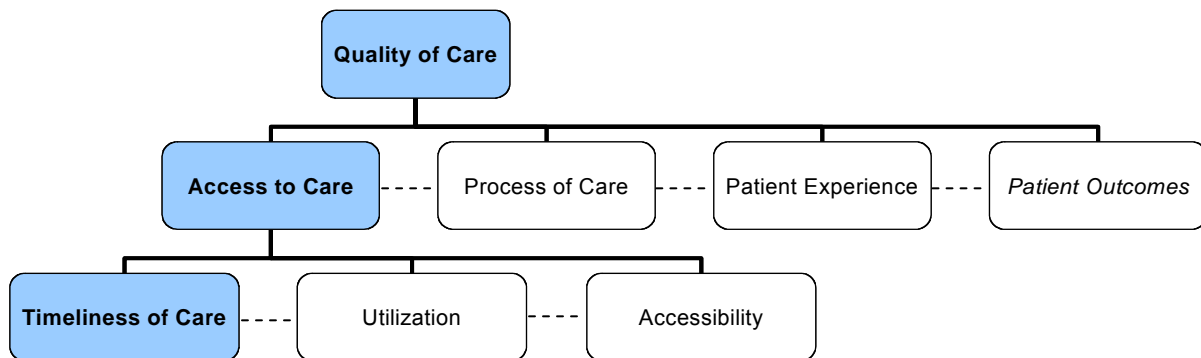 Quality of Care
Access to Care
Process of Care
Patient Experience
Patient Outcomes
Timeliness of Care
Utilization
Accessibility